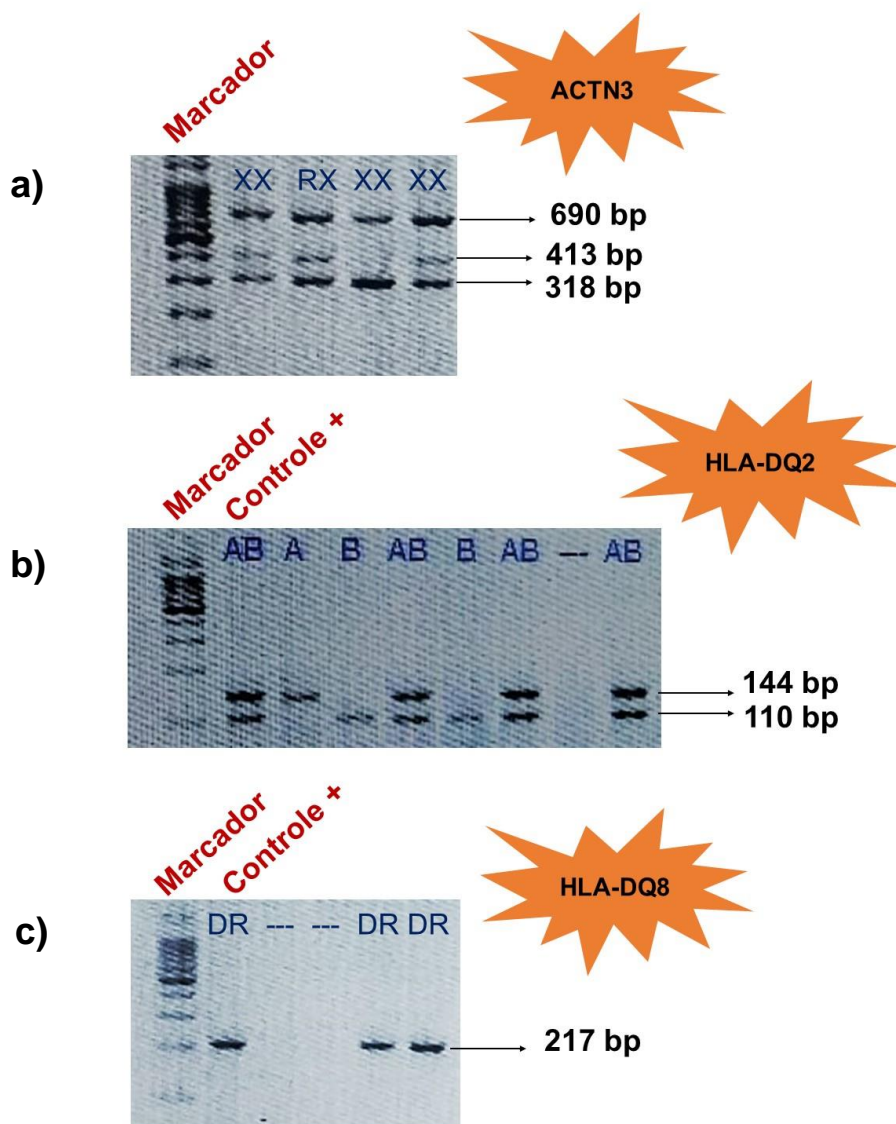 Marcador
ACTN3
a)
XX RX XX XX
690 bp
413 bp
318 bp
Marcador
Controle +
HLA-DQ2
b)
AB A B AB B AB --- AB
144 bp
110 bp
Marcador
Controle +
HLA-DQ8
c)
DR --- --- DR DR
217 bp